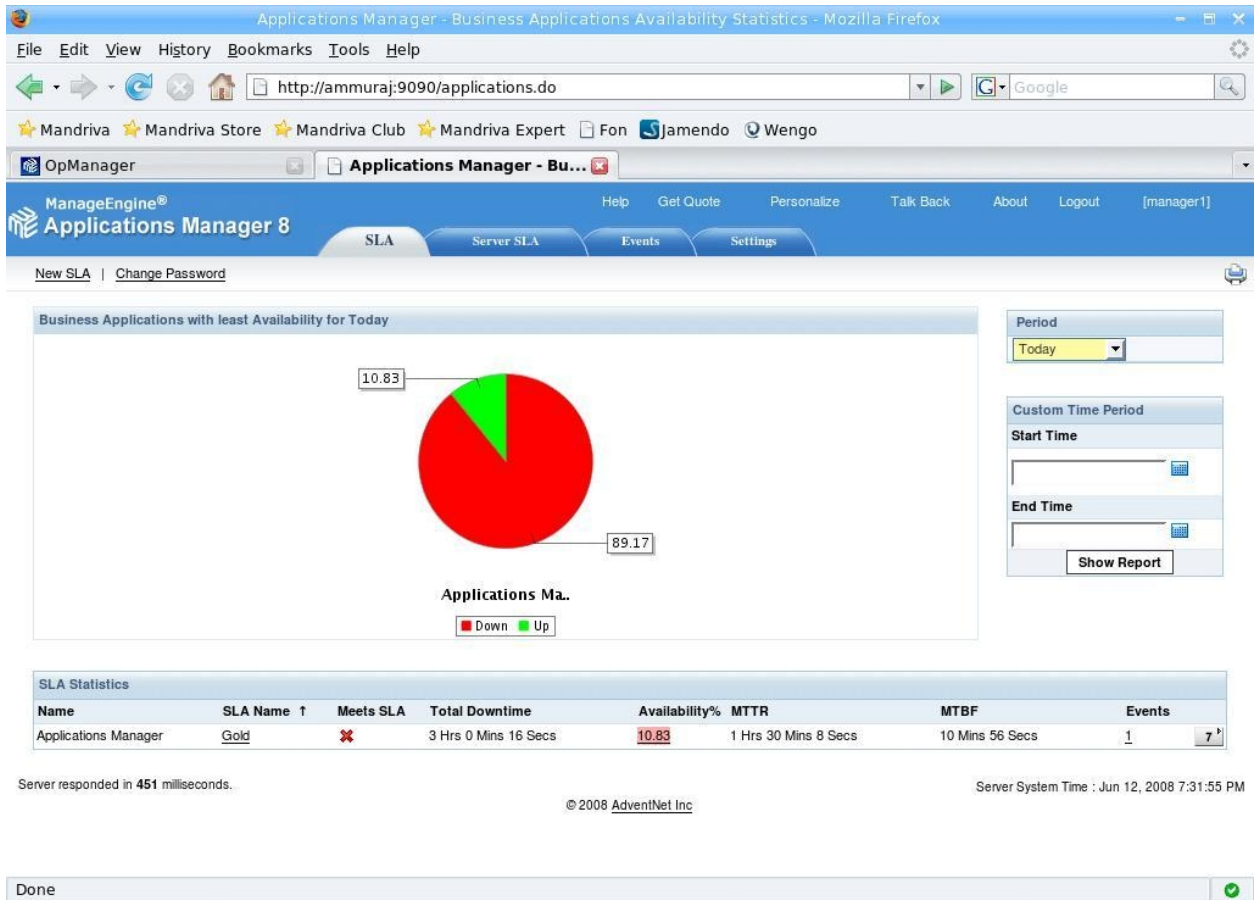 Applications Manager - Business Applications Availability Statistics - Mozilla Firefox
File Edit View History Bookmarks Tools Help
http://ammuraj:9090/applications.do
G Google
Mandriva Mandriva Store Mandriva Club Mandriva Expert Fon Jamendo Wengo
OpManager Applications Manager - Bu...
ManageEngine®
Applications Manager 8
Help Get Quote Personalize Talk Back About Logout [manager1]
SLA Server SLA Events Settings
New SLA | Change Password
Business Applications with least Availability for Today
10.83
89.17
Applications Ma..
Down Up
Period
Today
Custom Time Period
Start Time
End Time
Show Report
SLA Statistics
Name SLA Name ↑ Meets SLA Total Downtime Availability% MTTR MTBF Events
Applications Manager Gold 3 Hrs 0 Mins 16 Secs 10.83 1 Hrs 30 Mins 8 Secs 10 Mins 56 Secs 1 7
Server responded in 451 milliseconds.
Server System Time : Jun 12, 2008 7:31:55 PM
© 2008 AdventNet Inc
Done